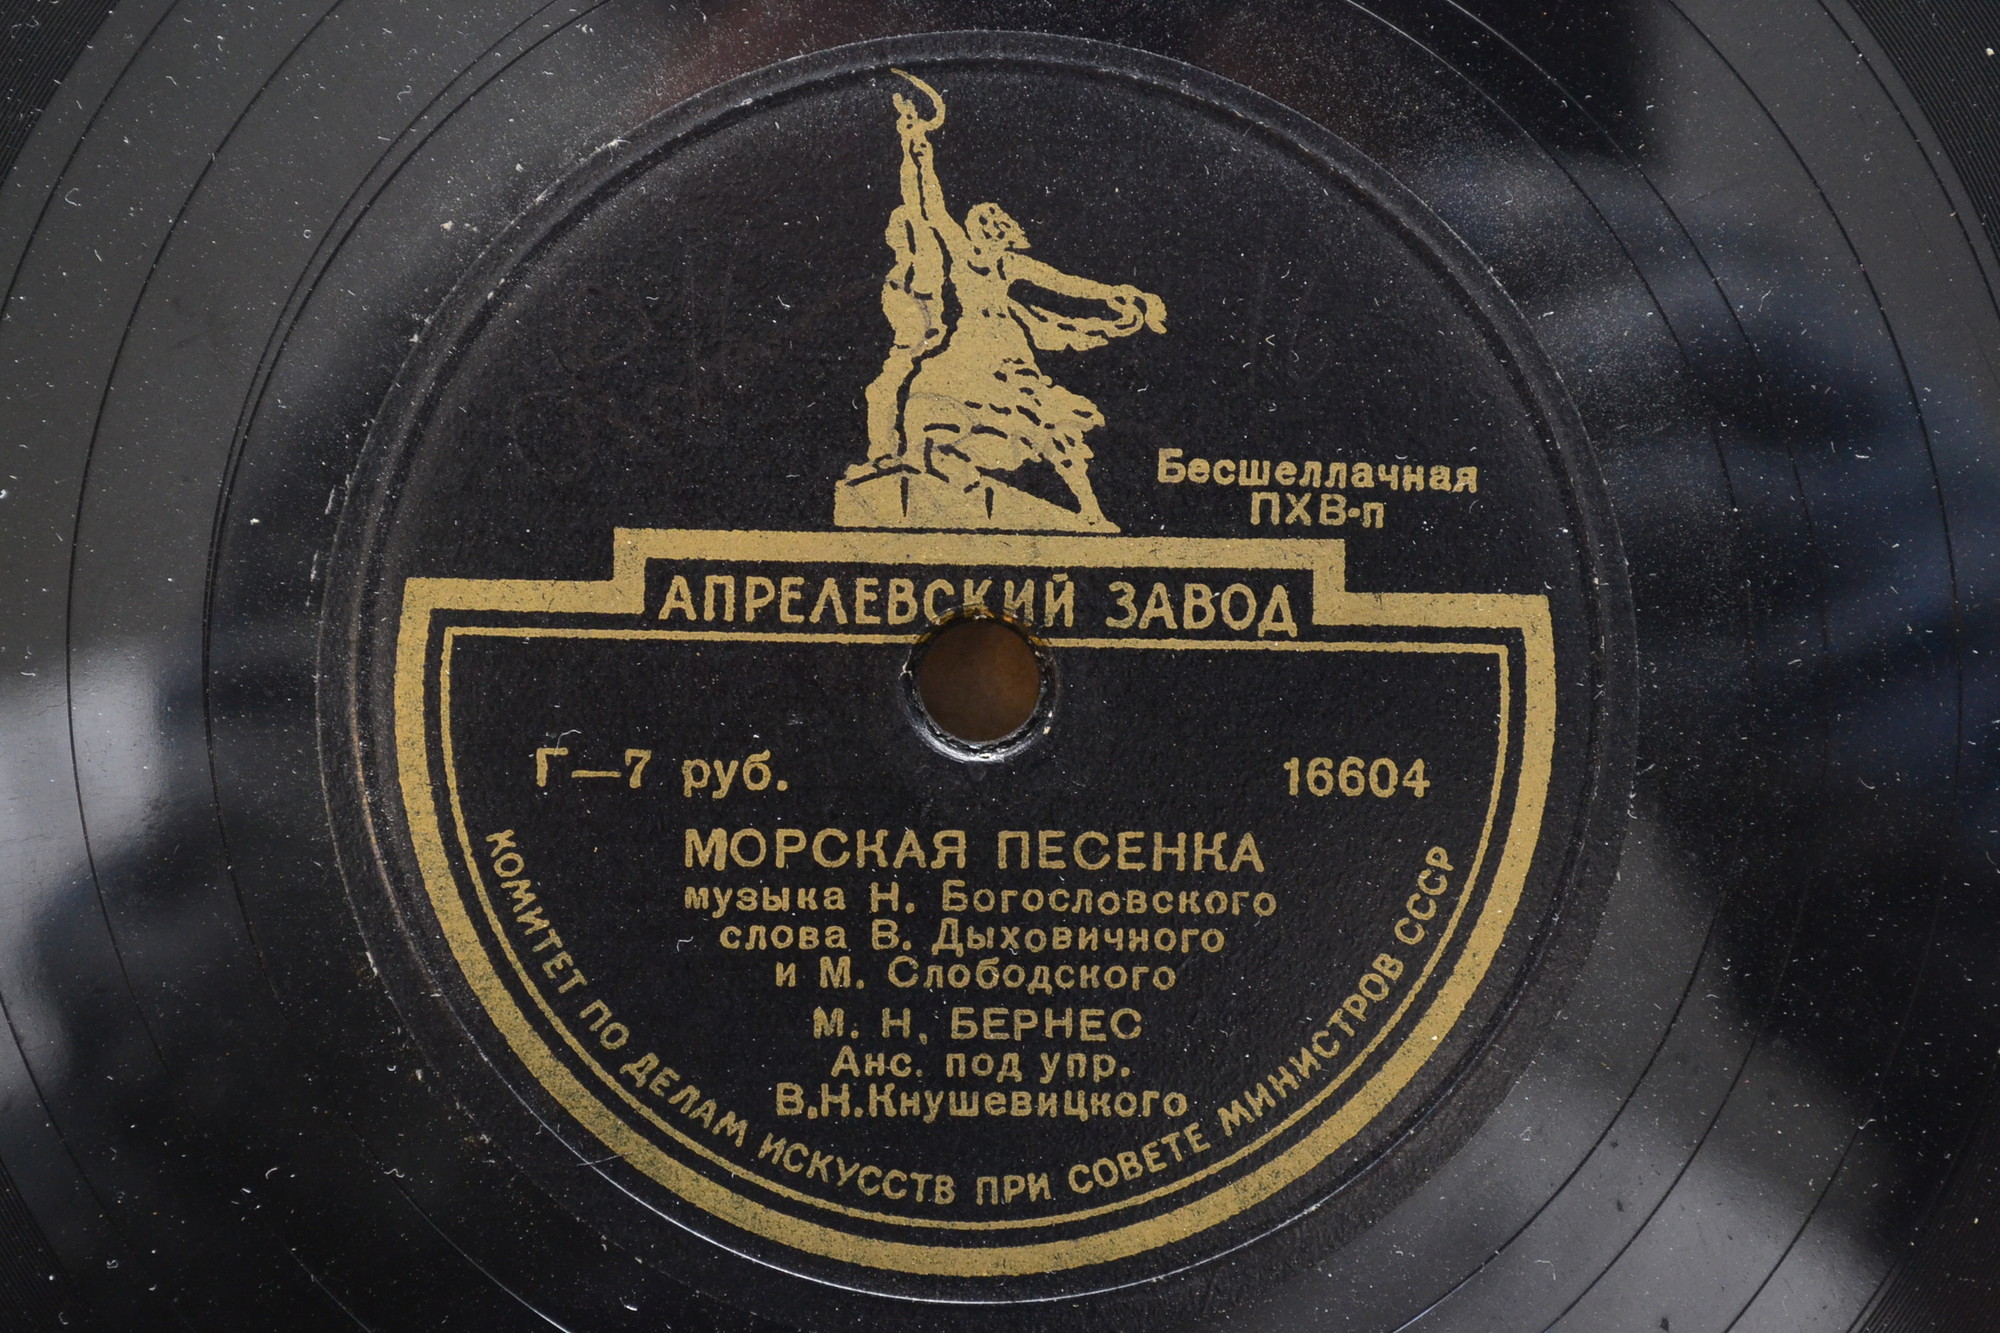 Бесшеллачная
ПХВ-п
АПРЕЛЕВСКИЙ ЗАВОД
Г—7 руб.
16604
МОРСКАЯ ПЕСЕНКА
музыка Н. Богословского
слова В. Дыховичного
и М. Слободского
М. Н. БЕРНЕС
Анс. под упр.
В.Н.Кнушевицкого
КОМИТЕТ ПО ДЕЛАМ ИСКУССТВ ПРИ СОВЕТЕ МИНИСТРОВ СССР